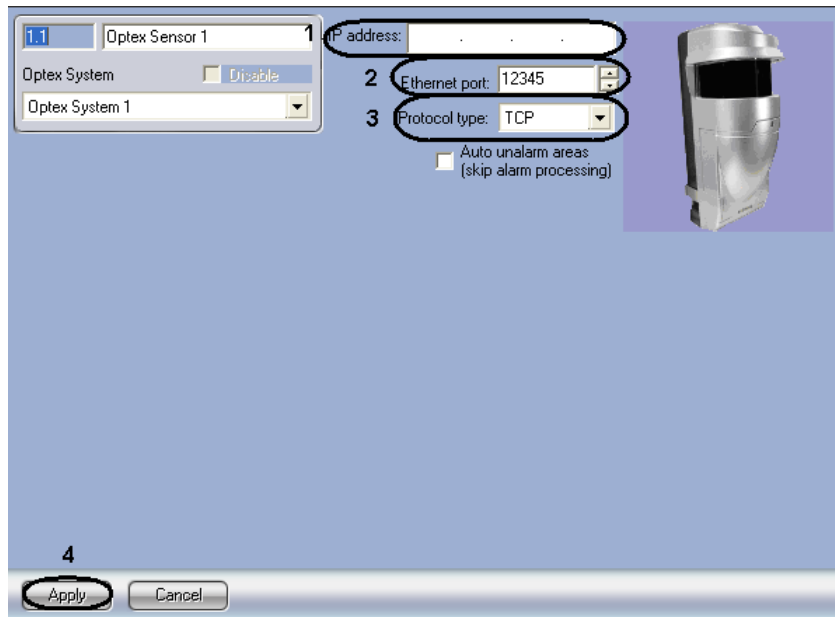 1.1 Optex Sensor 1
Optex System Disable
Optex System 1
1 IP address: . . .
2 Ethernet port: 12345
3 Protocol type: TCP
Auto unalarm areas
(skip alarm processing)
4
Apply Cancel